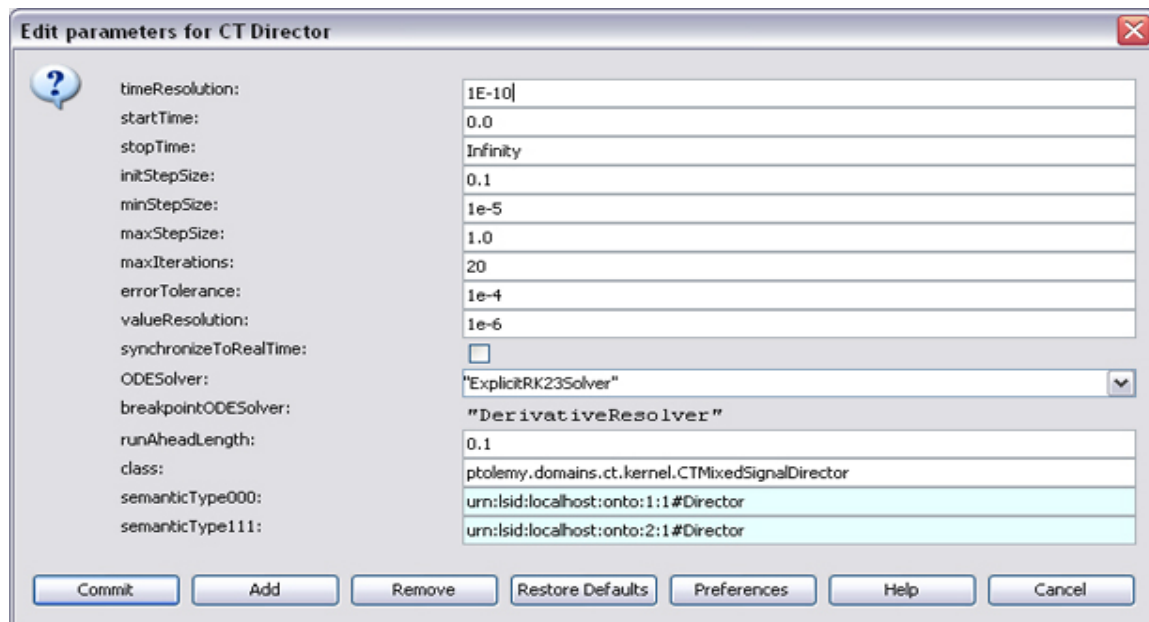 Edit parameters for CT Director
timeResolution: 1E-10
startTime: 0.0
stopTime: Infinity
initStepSize: 0.1
minStepSize: 1e-5
maxStepSize: 1.0
maxIterations: 20
errorTolerance: 1e-4
valueResolution: 1e-6
synchronizeToRealTime:
ODESolver: "ExplicitRK23Solver"
breakpointODESolver: "DerivativeResolver"
runAheadLength: 0.1
class: ptolemy.domains.ct.kernel.CTMixedSignalDirector
semanticType000: urn:lsid:localhost:onto:1:1#Director
semanticType111: urn:lsid:localhost:onto:2:1#Director
Commit Add Remove Restore Defaults Preferences Help Cancel